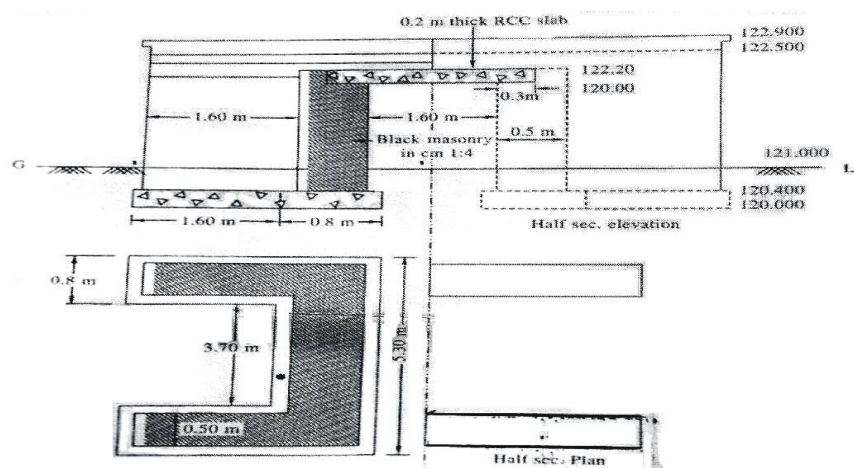 0.2 m thick RCC slab
122.900
122.500
122.20
120.00
0.3m
1.60 m
1.60 m
0.5 m
Black masonry
in cm 1:4
G
121.000
L
120.400
120.000
1.60 m
0.8 m
Half sec. elevation
0.8 m
3.70 m
5.30 m
0.50 m
Half sec. Plan